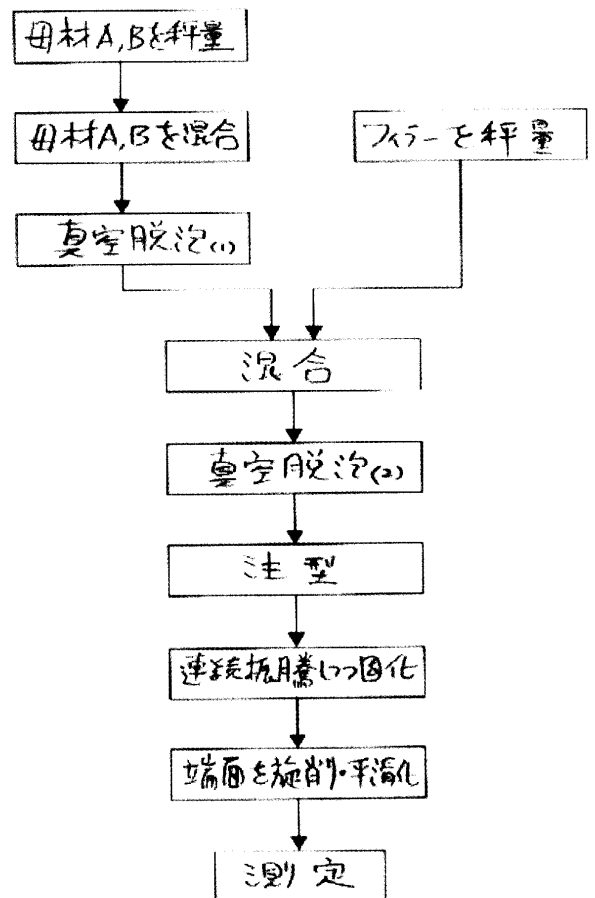 母材A,Bを秤量
母材A,Bを混合
フィラーを秤量
真空脱泡(1)
混合
真空脱泡(2)
注型
連続振騰しつつ固化
端面を旋削・平滑化
測定